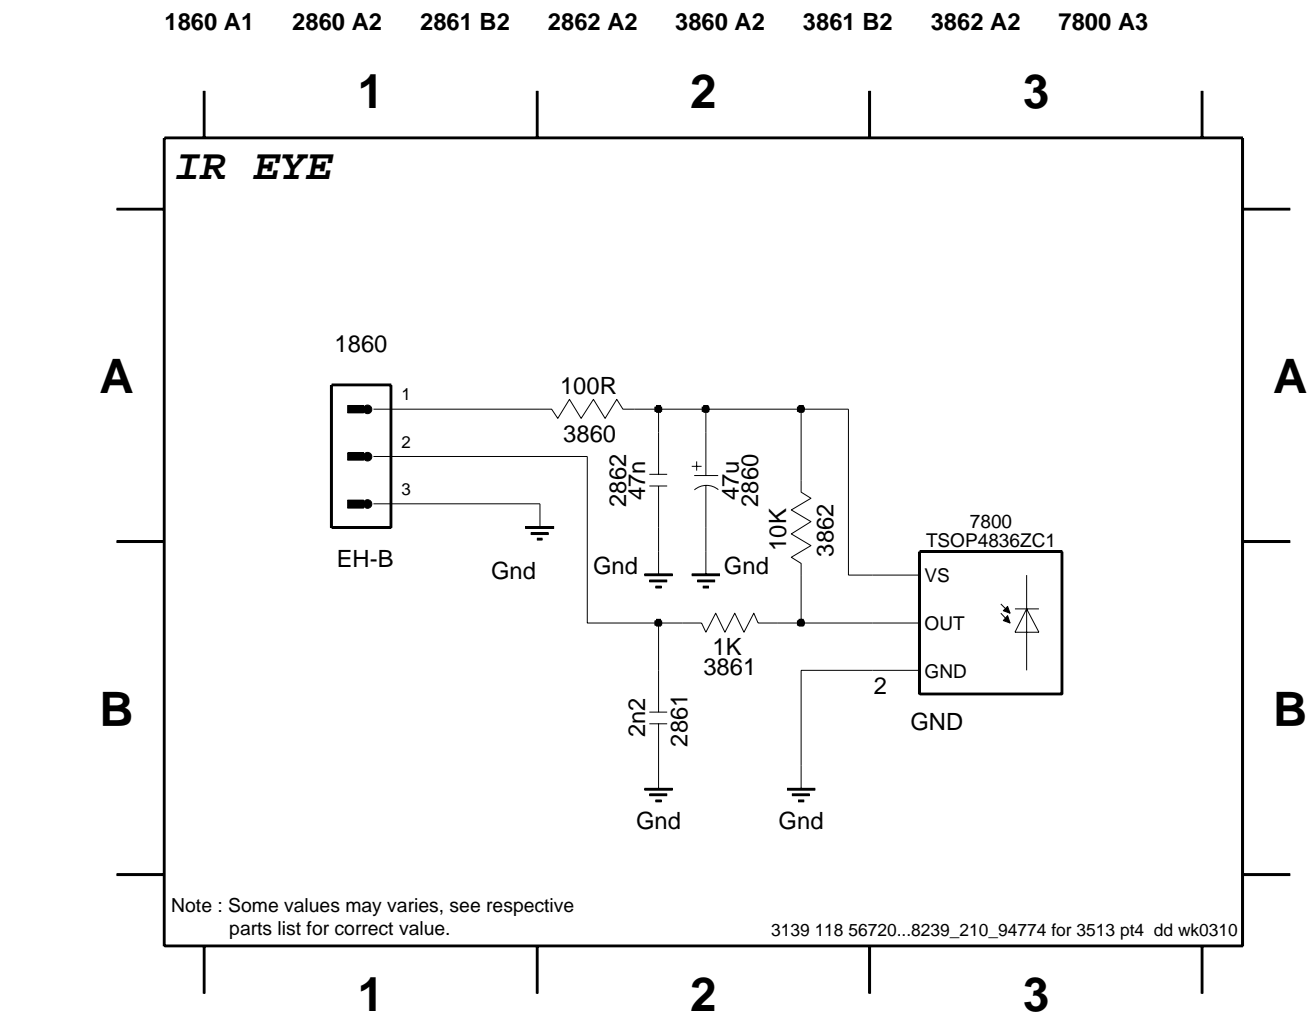 1860 A1 2860 A2 2861 B2 2862 A2 3860 A2 3861 B2 3862 A2 7800 A3
1 2 3
IR EYE
A A
1860
1
2
3
EH-B
Gnd
100R
3860
2862
47n
Gnd
+
47u
2860
Gnd
10K
3862
7800
TSOP4836ZC1
VS
OUT
GND
2
GND
1K
3861
B B
2n2
2861
Gnd
Gnd
Note : Some values may varies, see respective
parts list for correct value.
3139 118 56720...8239_210_94774 for 3513 pt4 dd wk0310
1 2 3